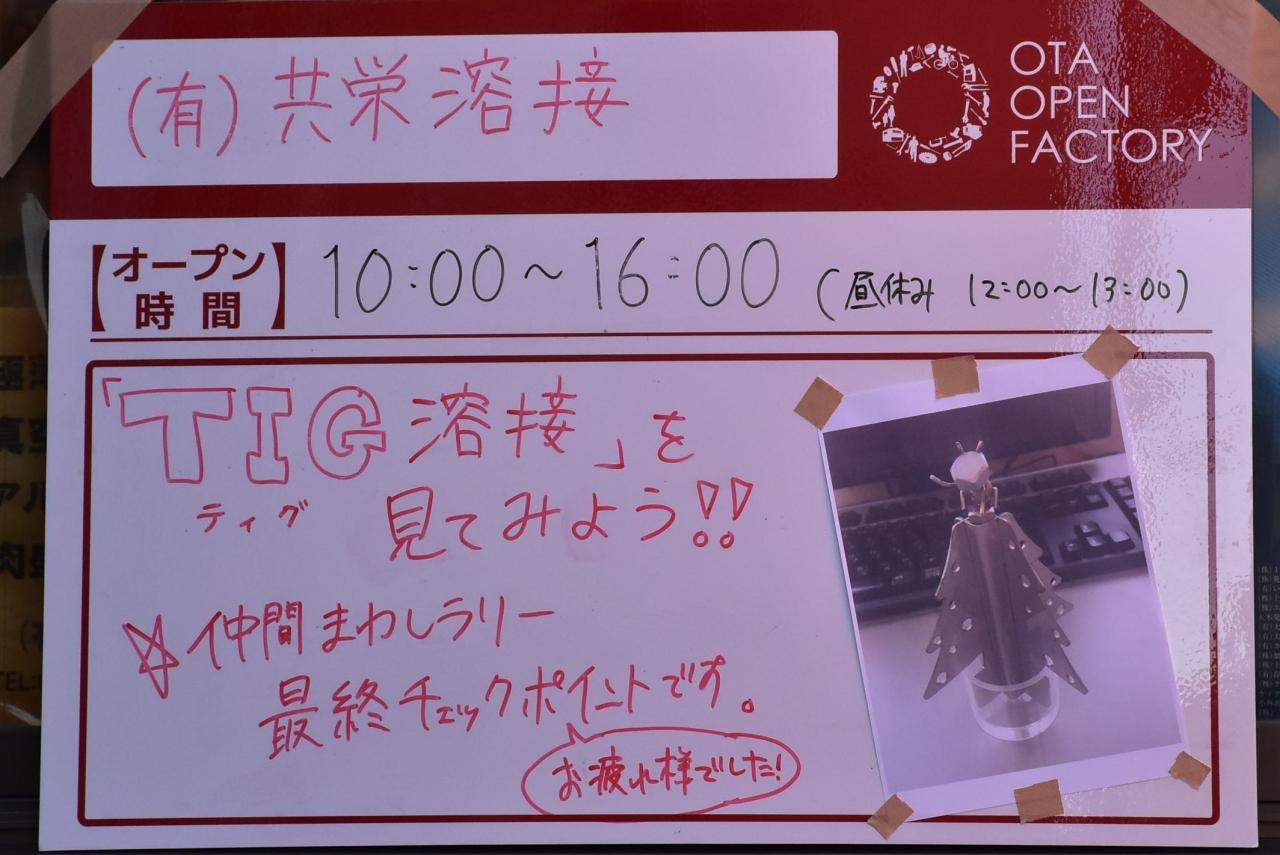 (有)共栄溶接
OTA
OPEN
FACTORY
【オープン
時間】
10:00～16:00 (昼休み 12:00～13:00)
「TIG溶接」を
ティグ
見てみよう!!
☆仲間まわしラリー
最終チェックポイントです。
お疲れ様でした!